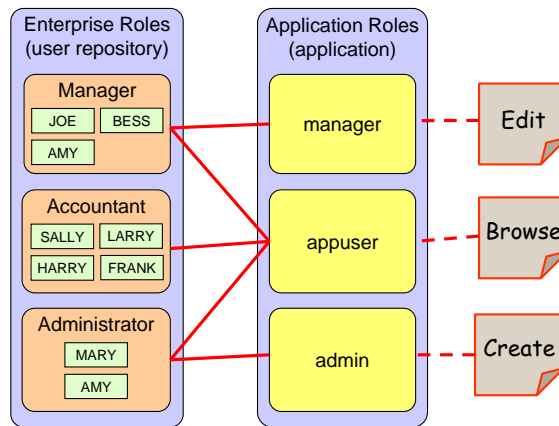 Enterprise Roles
(user repository)
Manager
JOE
BESS
AMY
Accountant
SALLY
LARRY
HARRY
FRANK
Administrator
MARY
AMY
Application Roles
(application)
manager
appuser
admin
Edit
Browse
Create